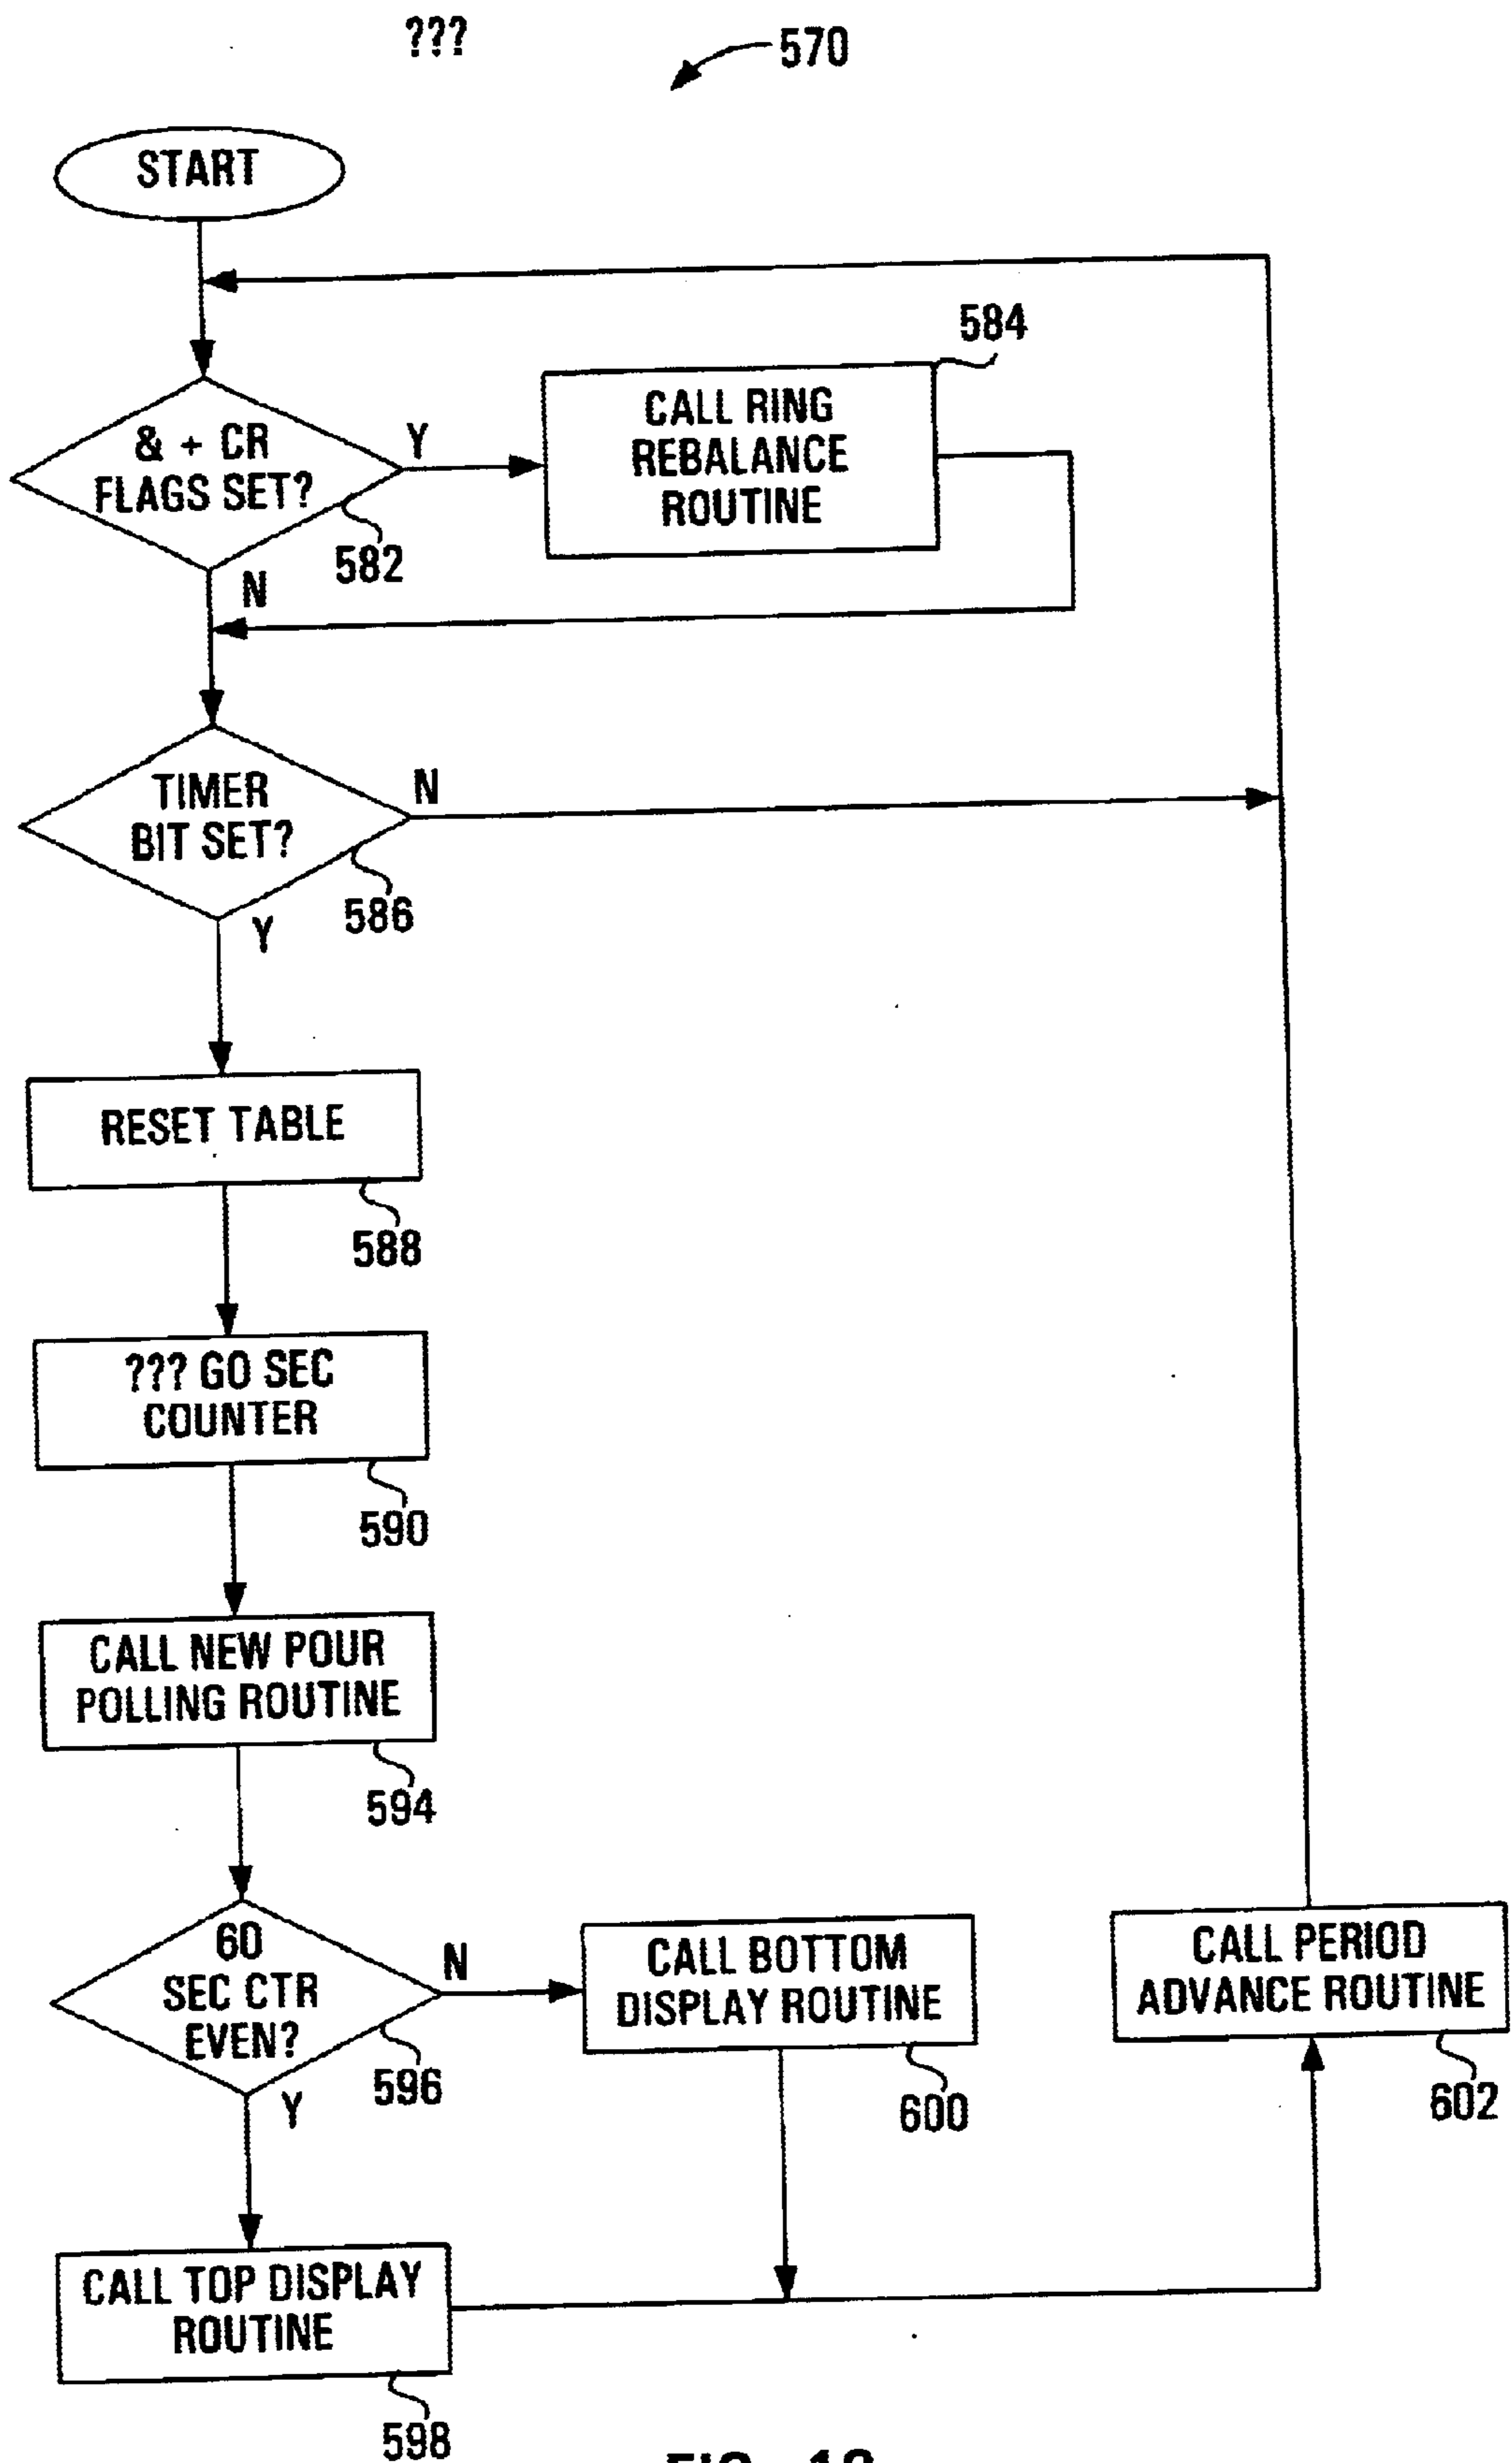 ???
570
START
584
CALL RING
REBALANCE
ROUTINE
& + CR
FLAGS SET?
Y
582
N
TIMER
BIT SET?
N
586
Y
RESET TABLE
588
??? GO SEC
COUNTER
590
CALL NEW POUR
POLLING ROUTINE
594
60
SEC CTR
EVEN?
N
596
Y
CALL BOTTOM
DISPLAY ROUTINE
600
CALL PERIOD
ADVANCE ROUTINE
602
CALL TOP DISPLAY
ROUTINE
598